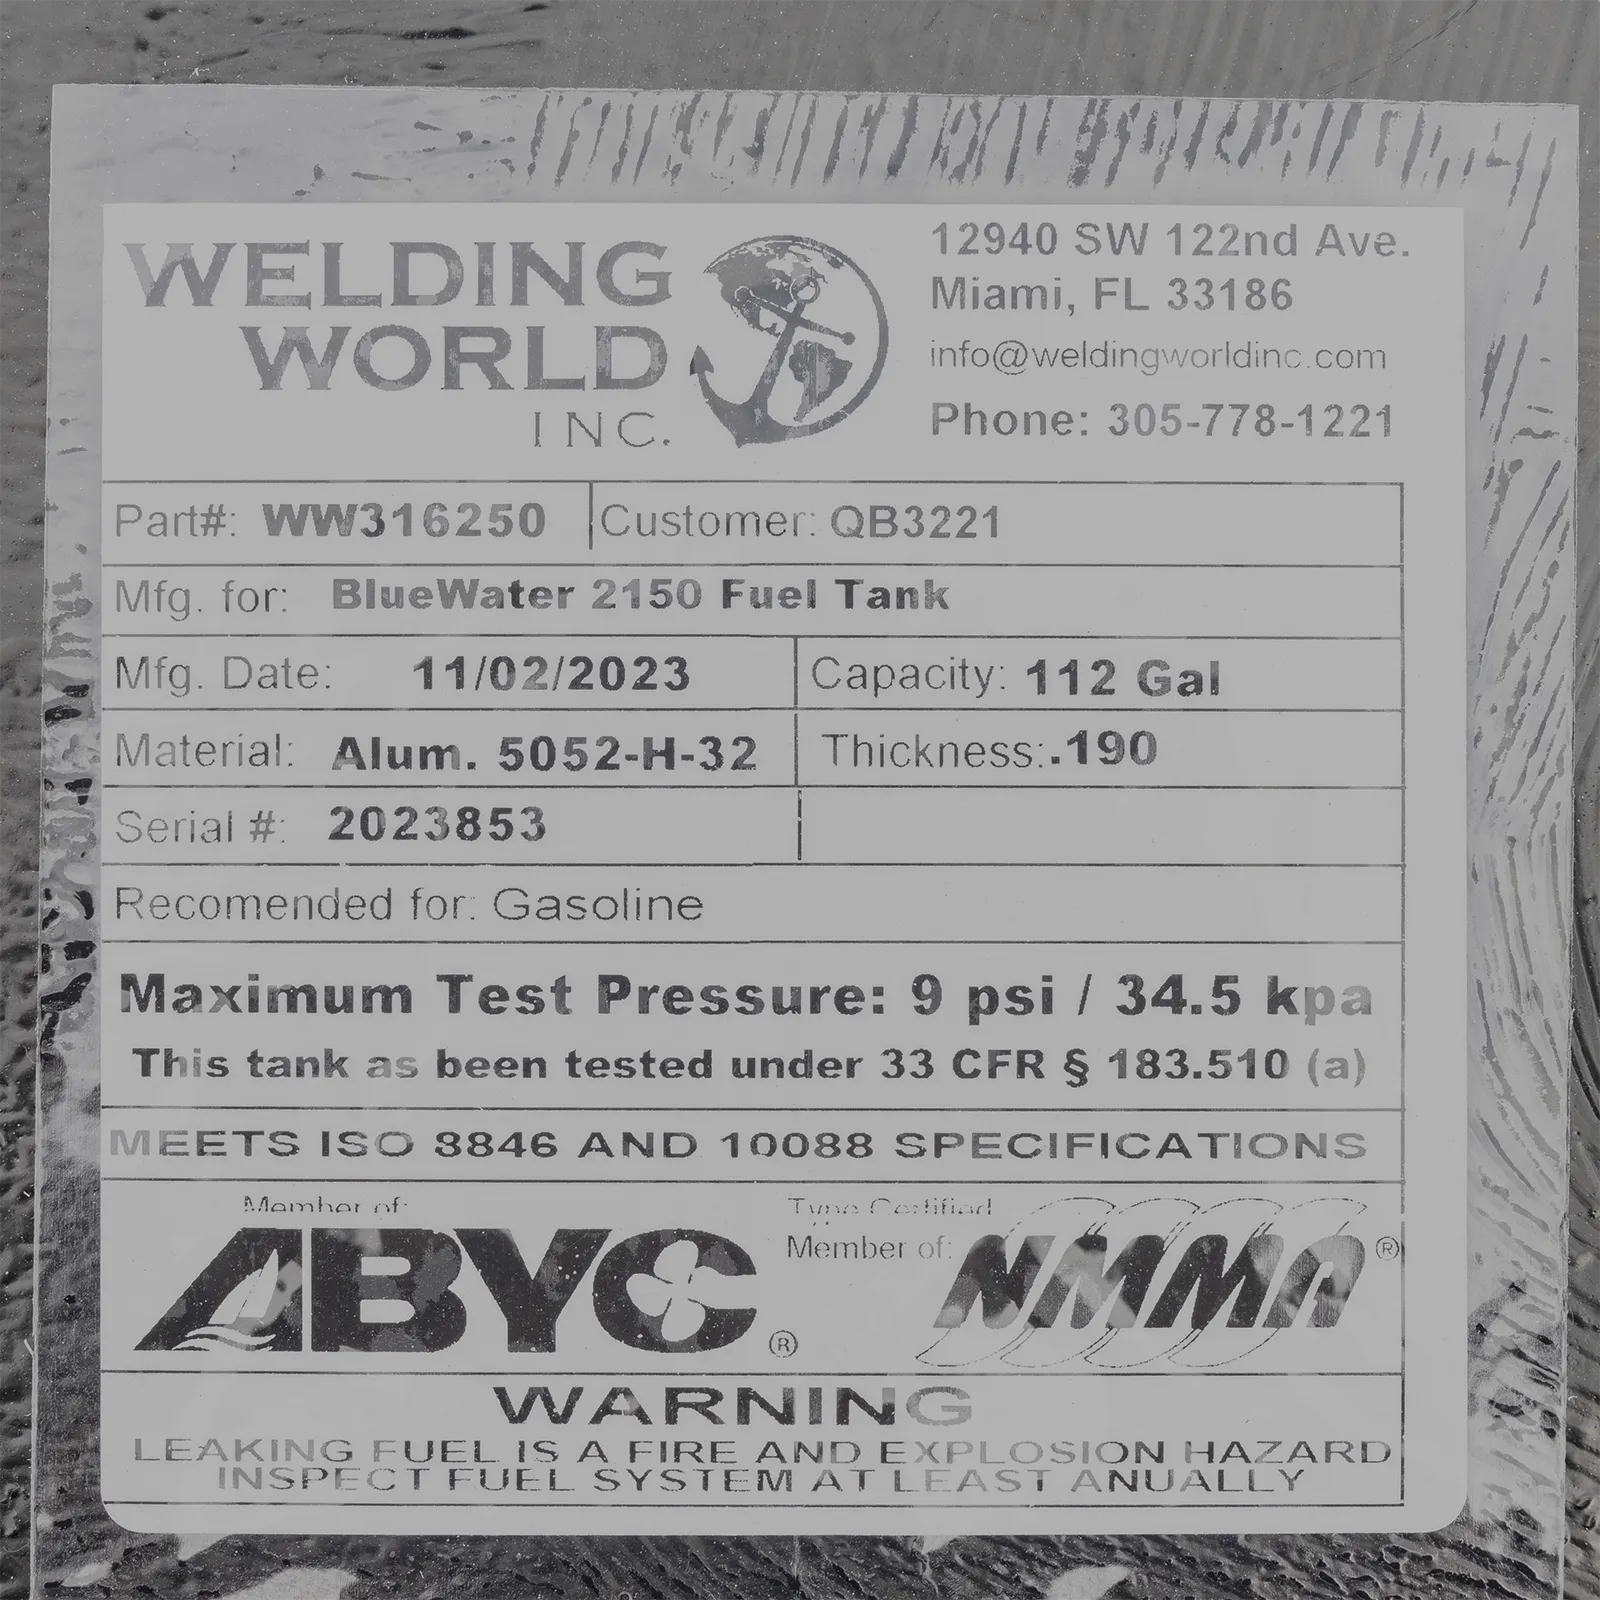 WELDING
WORLD
INC.
12940 SW 122nd Ave.
Miami, FL 33186
info@weldingworldinc.com
Phone: 305-778-1221
Part#: WW316250 Customer: QB3221
Mfg. for: BlueWater 2150 Fuel Tank
Mfg. Date: 11/02/2023 Capacity: 112 Gal
Material: Alum. 5052-H-32 Thickness:.190
Serial #: 2023853
Recomended for: Gasoline
Maximum Test Pressure: 9 psi / 34.5 kpa
This tank as been tested under 33 CFR § 183.510 (a)
MEETS ISO 8846 AND 10088 SPECIFICATIONS
Member of:
ABYC ®
Type Certified
Member of: NMMA ®
WARNING
LEAKING FUEL IS A FIRE AND EXPLOSION HAZARD
INSPECT FUEL SYSTEM AT LEAST ANUALLY